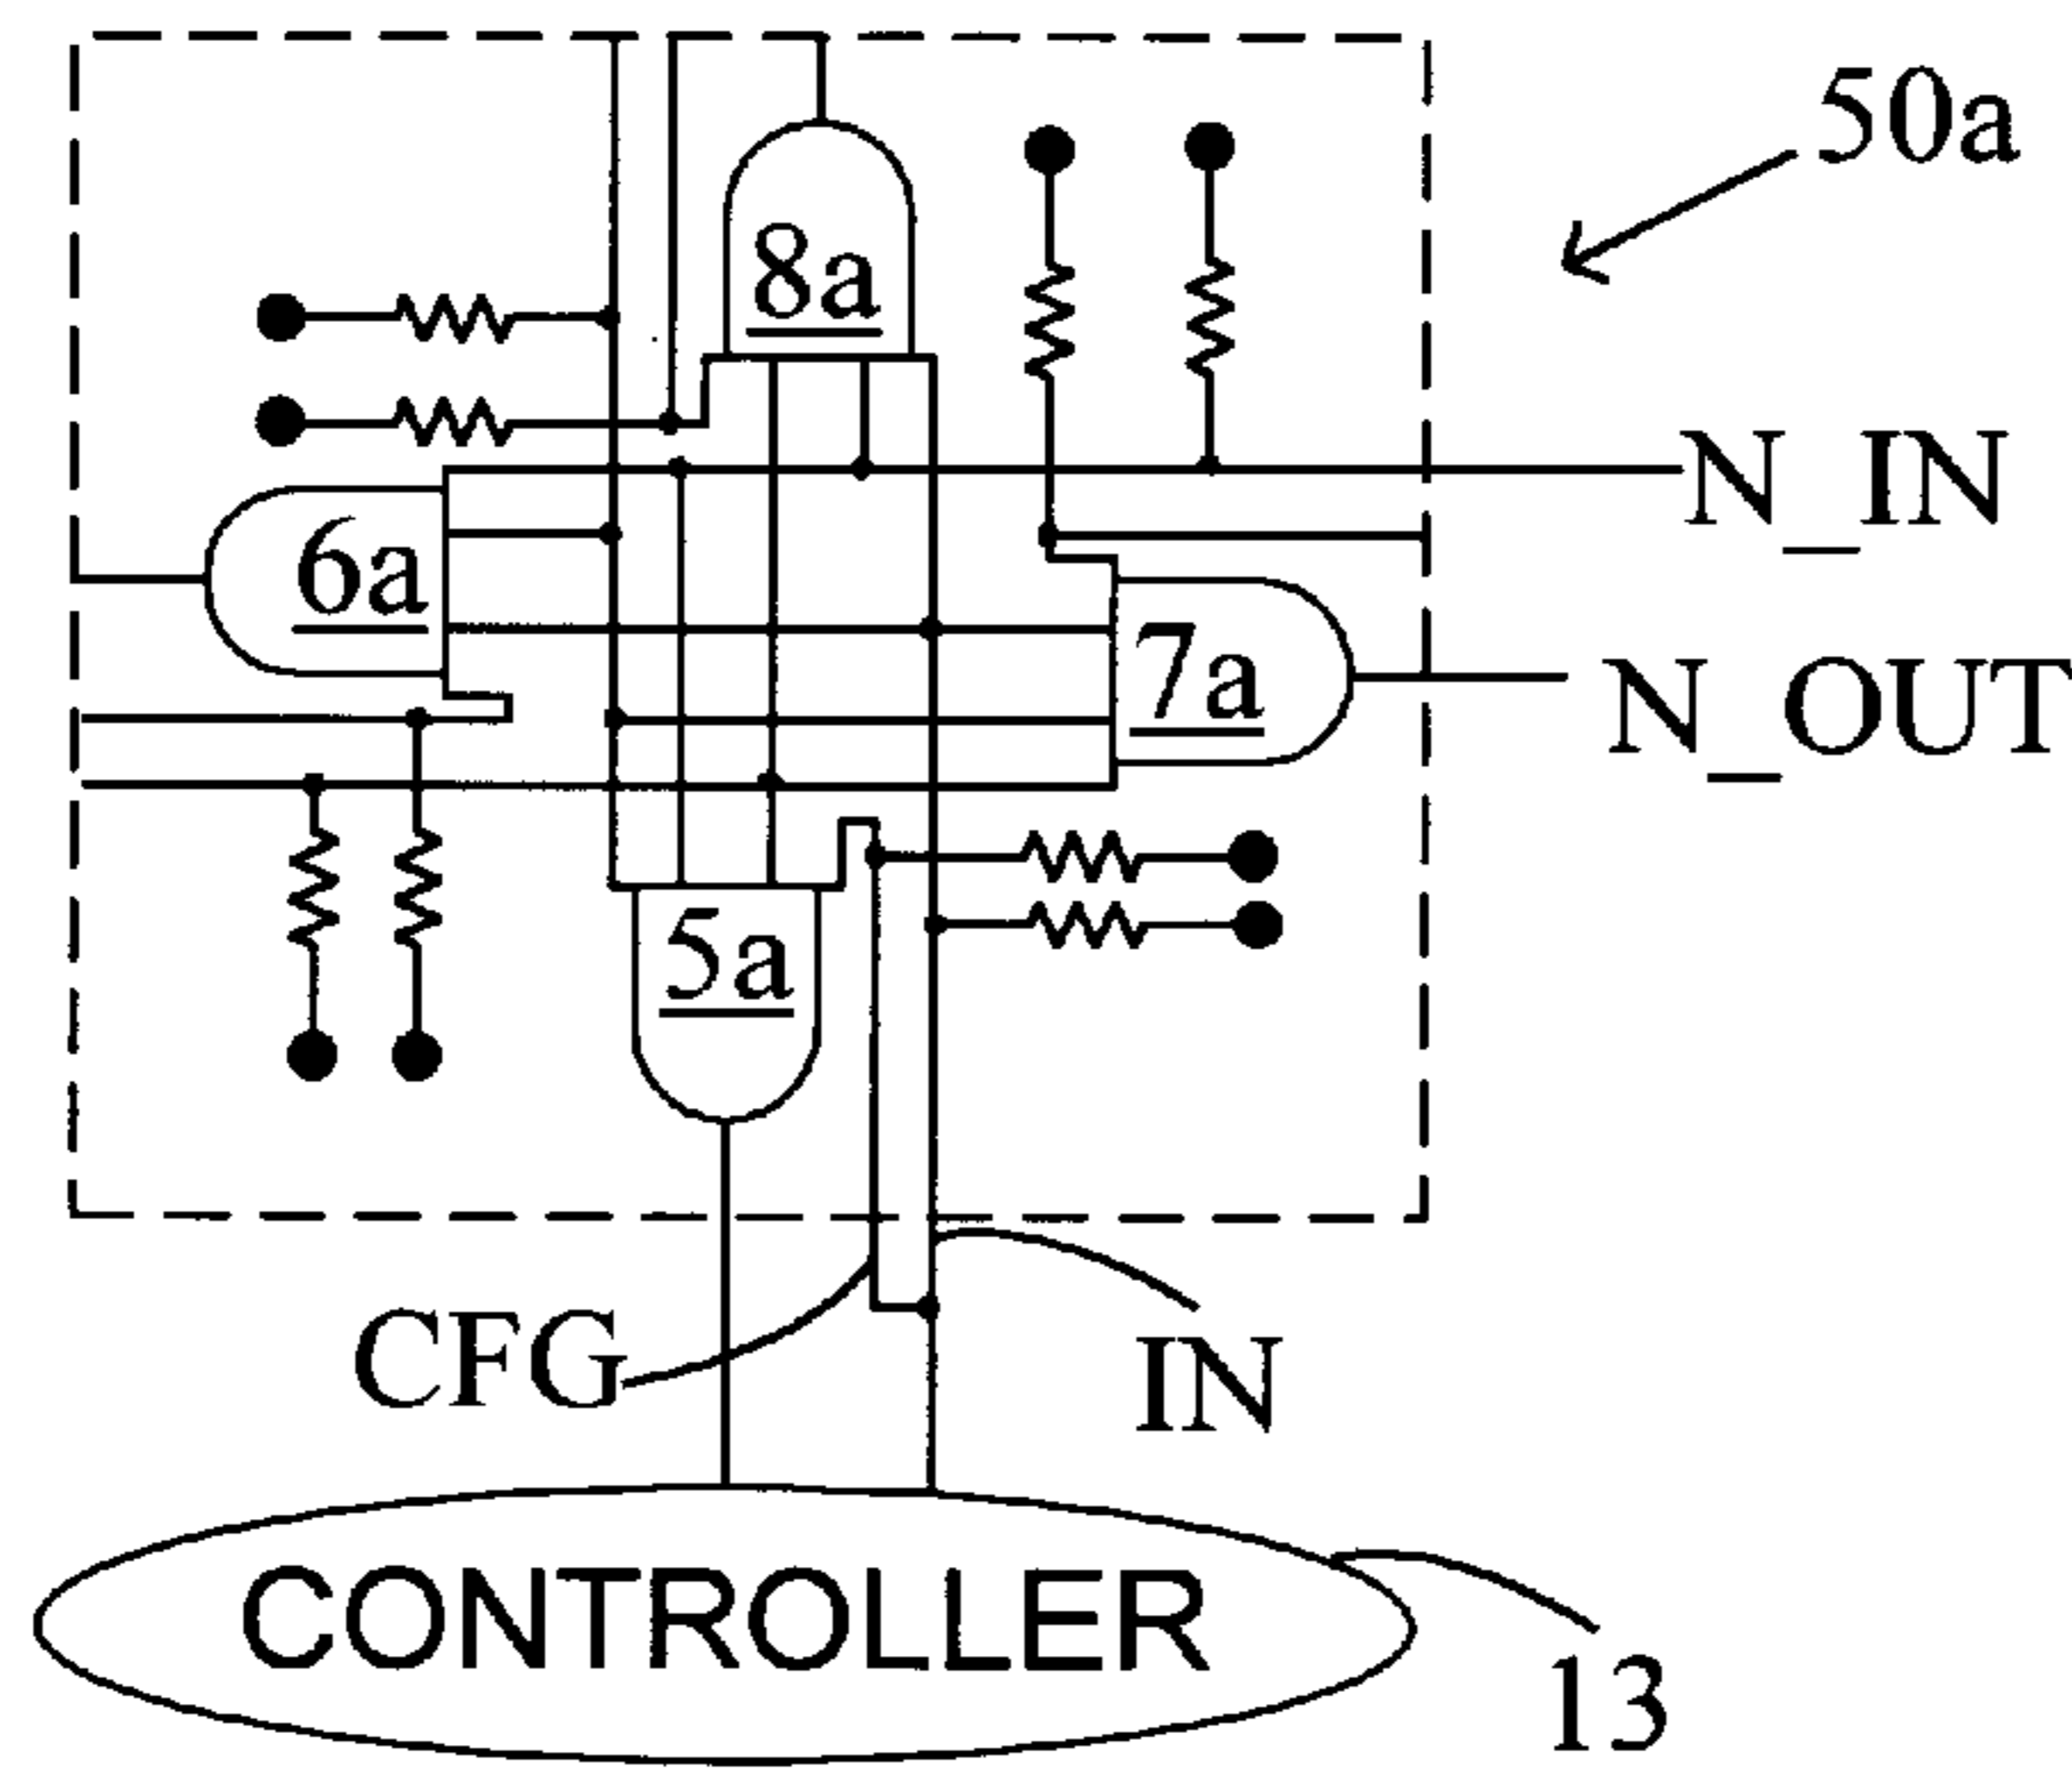 50a
8a
N_IN
6a
7a
N_OUT
5a
CFG
IN
CONTROLLER
13